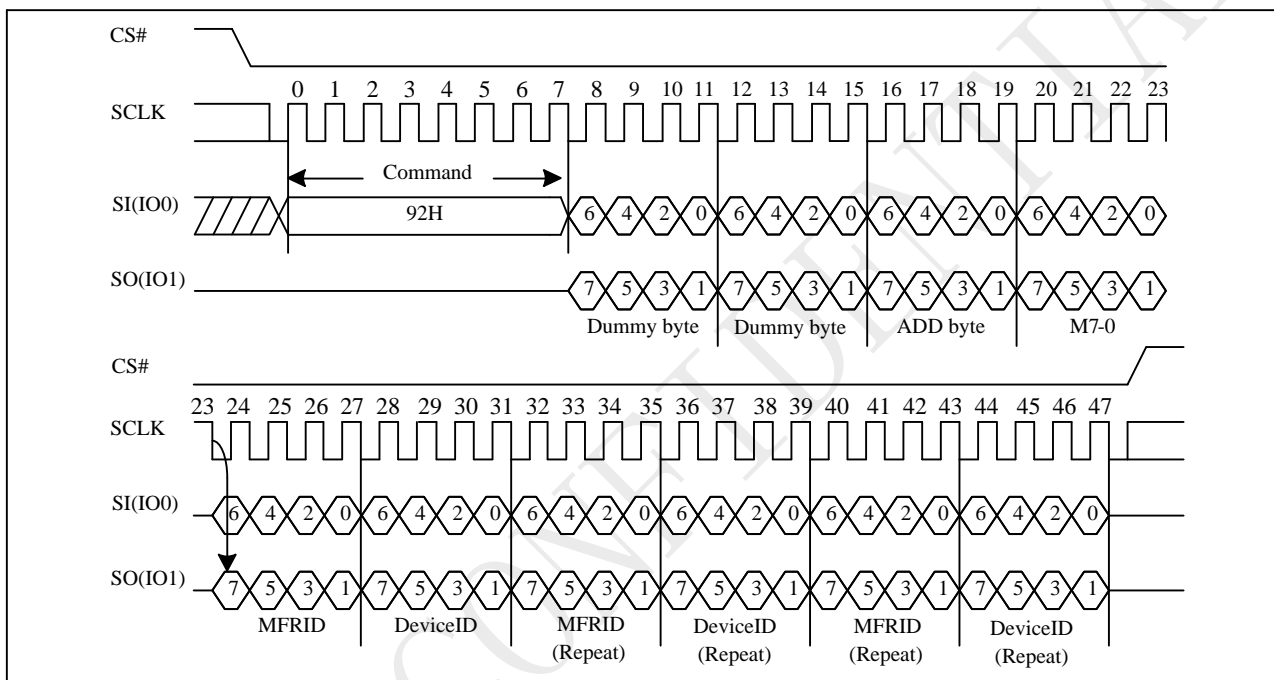 CS#
0 1 2 3 4 5 6 7 8 9 10 11 12 13 14 15 16 17 18 19 20 21 22 23
SCLK
Command
SI(IO0)
92H
6 4 2 0 6 4 2 0 6 4 2 0 6 4 2 0
SO(IO1)
7 5 3 1 7 5 3 1 7 5 3 1 7 5 3 1
Dummy byte Dummy byte ADD byte M7-0
CS#
23 24 25 26 27 28 29 30 31 32 33 34 35 36 37 38 39 40 41 42 43 44 45 46 47
SCLK
SI(IO0)
6 4 2 0 6 4 2 0 6 4 2 0 6 4 2 0 6 4 2 0 6 4 2 0
SO(IO1)
7 5 3 1 7 5 3 1 7 5 3 1 7 5 3 1 7 5 3 1 7 5 3 1
MFRID DeviceID MFRID DeviceID MFRID DeviceID
(Repeat) (Repeat) (Repeat) (Repeat)
CONFIDENTIA